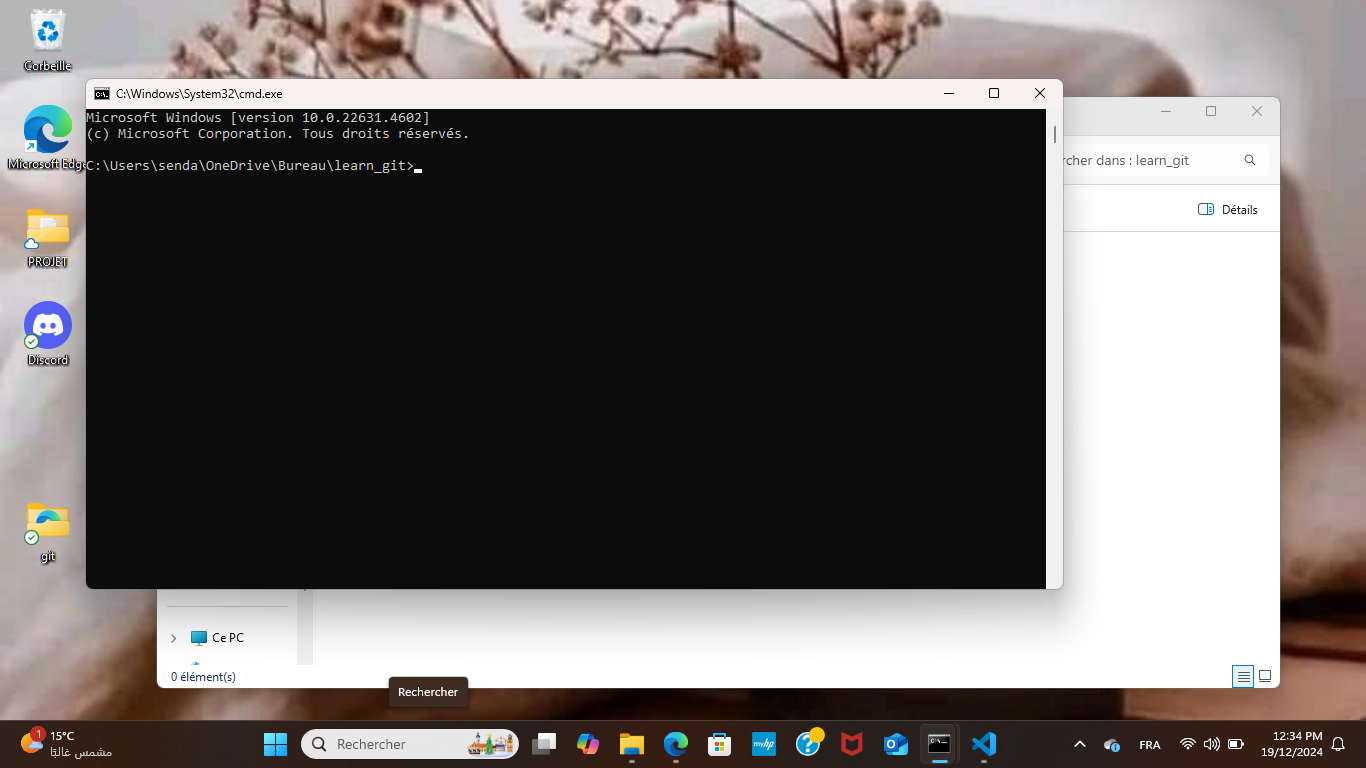 Corbeille
Microsoft Edge
PROJET
Discord
git
C:\Windows\System32\cmd.exe
Microsoft Windows [version 10.0.22631.4602]
(c) Microsoft Corporation. Tous droits réservés.
C:\Users\senda\OneDrive\Bureau\learn_git>
rcher dans : learn_git
Détails
Ce PC
0 élément(s)
Rechercher
1
15°C
مشمس غالبًا
Rechercher
myhp
FRA
12:34 PM
19/12/2024